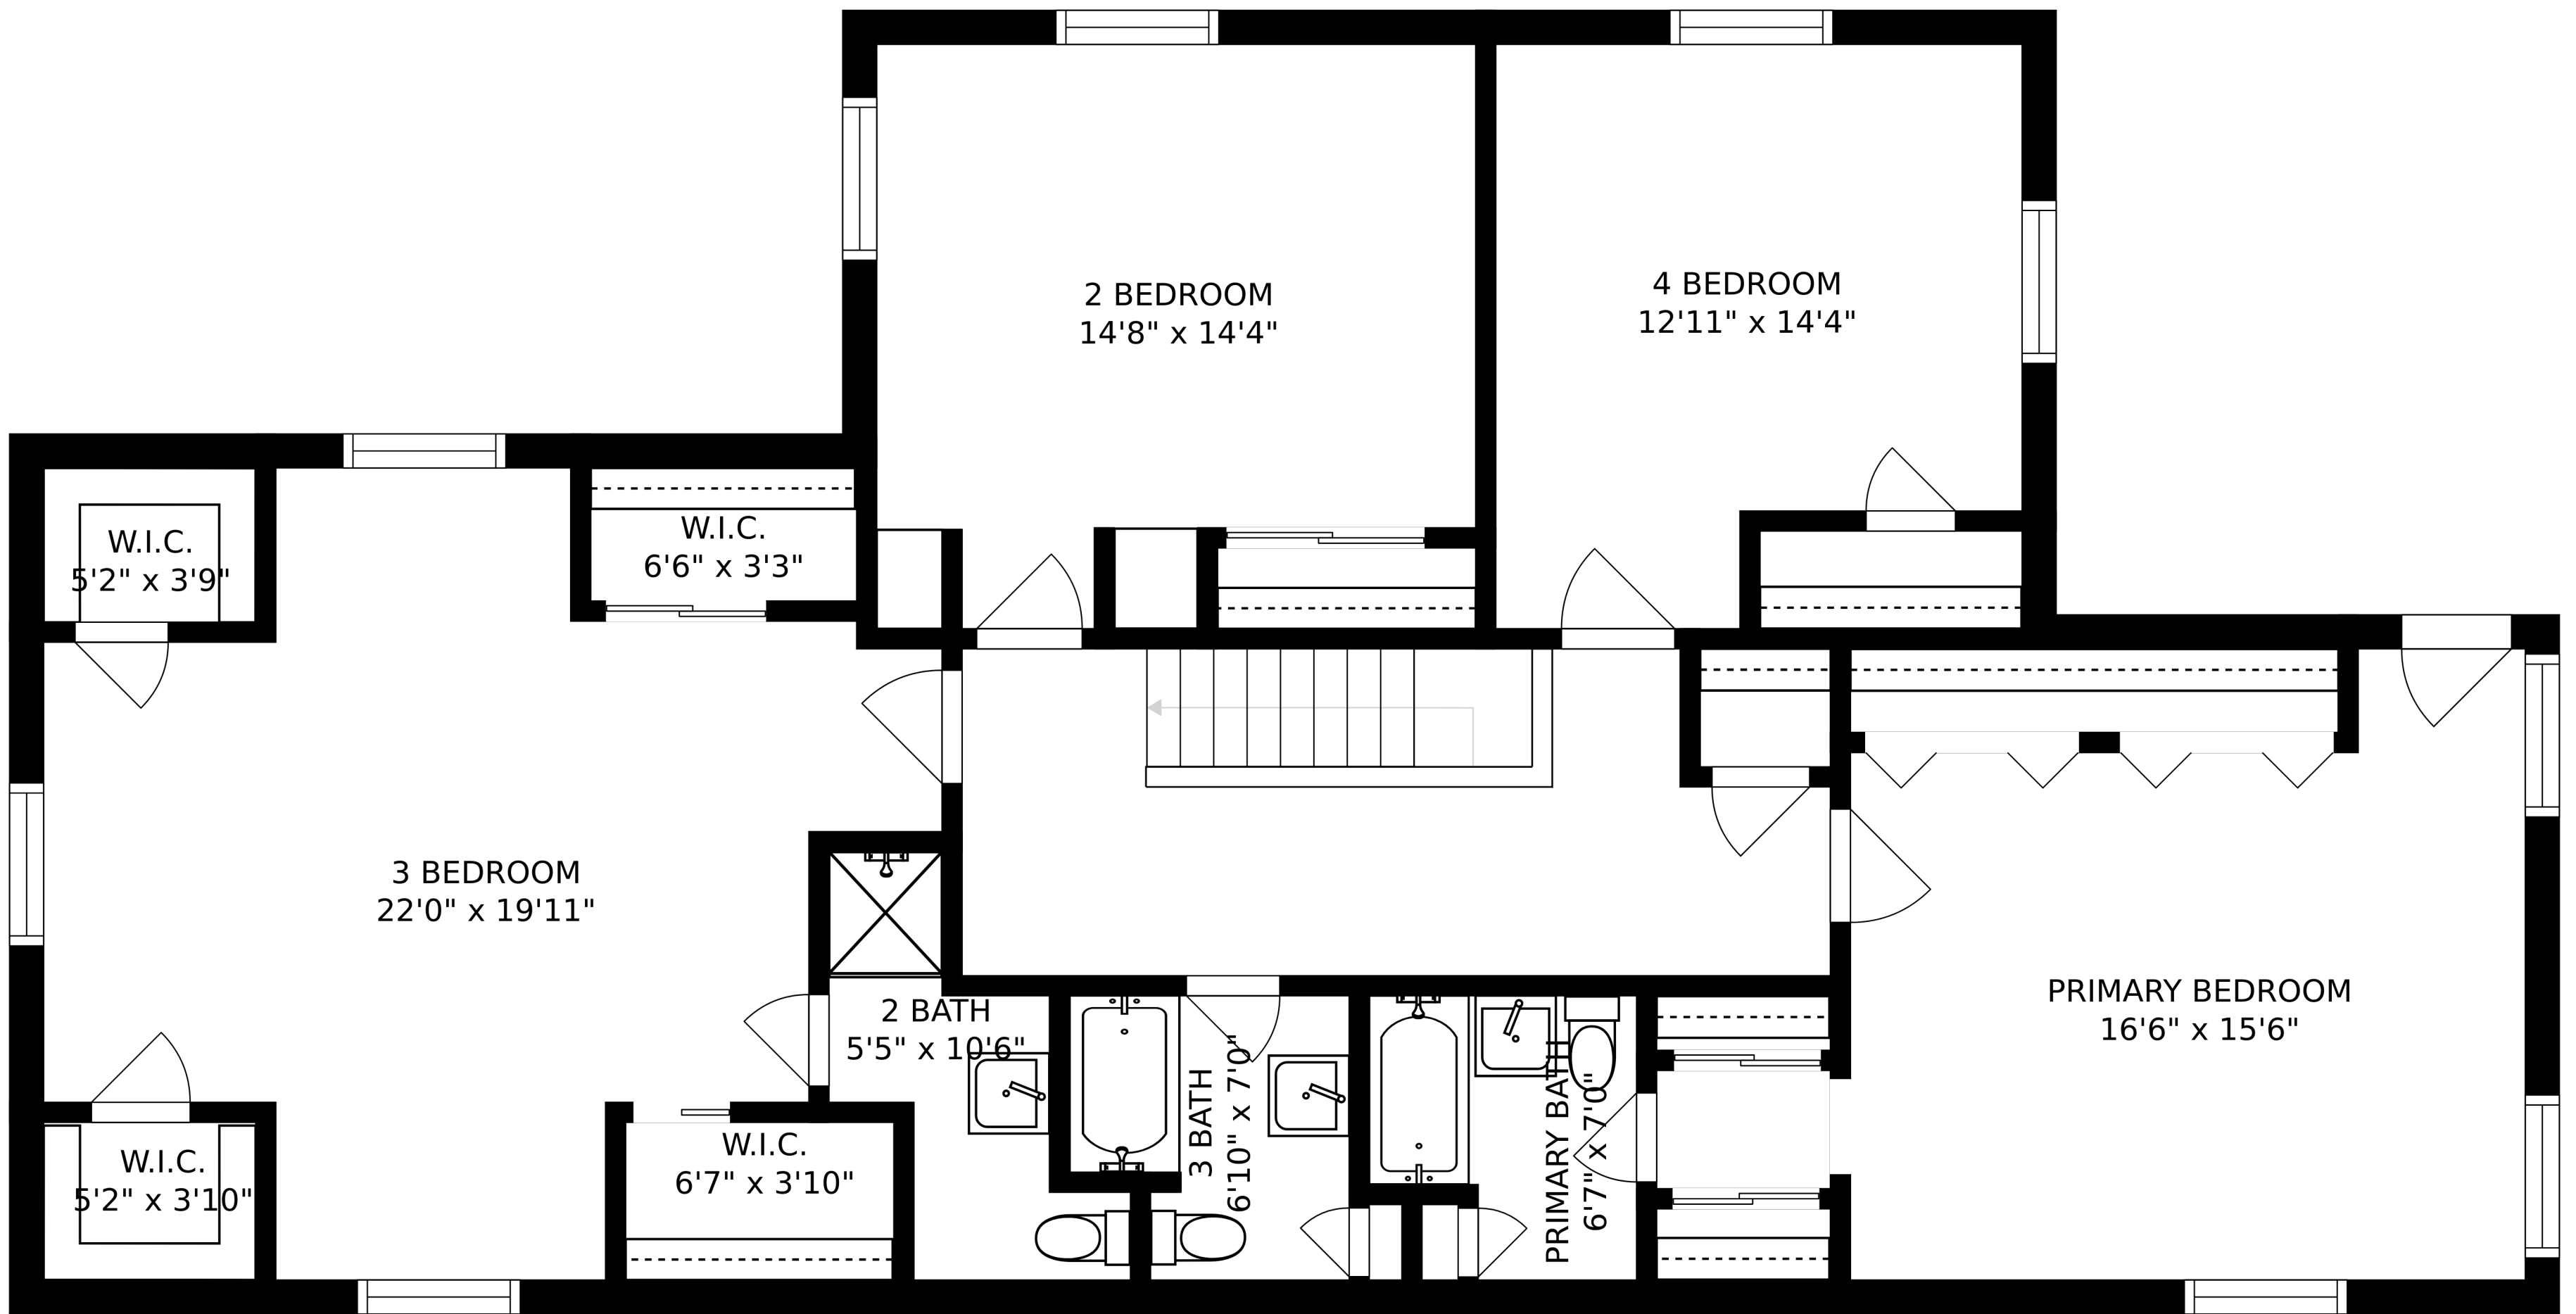 2 BEDROOM
14'8" x 14'4"
4 BEDROOM
12'11" x 14'4"
W.I.C.
5'2" x 3'9"
W.I.C.
6'6" x 3'3"
3 BEDROOM
22'0" x 19'11"
2 BATH
5'5" x 10'6"
PRIMARY BEDROOM
16'6" x 15'6"
W.I.C.
5'2" x 3'10"
W.I.C.
6'7" x 3'10"
3 BATH
6'10" x 7'0"
PRIMARY BATH
6'7" x 7'0"